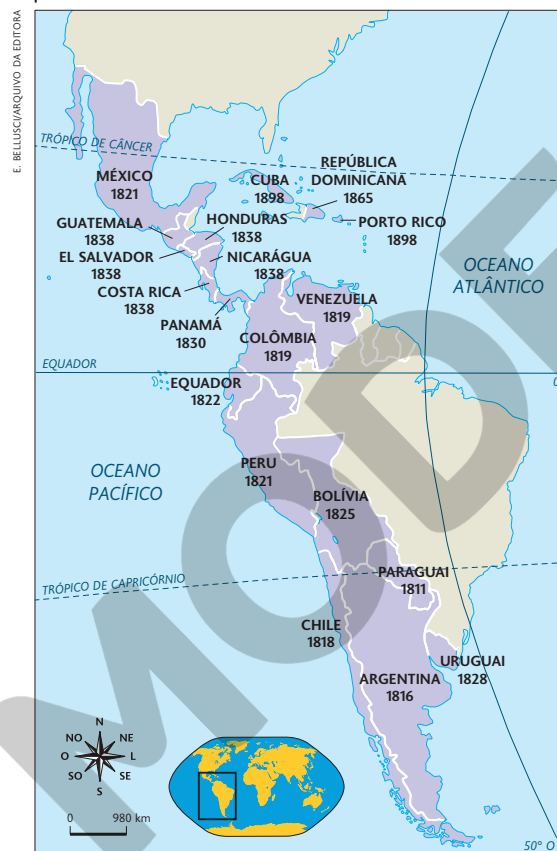 E. BELLUSCI/ARQUIVO DA EDITORA
TRÓPICO DE CÂNCER
MÉXICO
1821
CUBA
1898
REPÚBLICA
DOMINICANA
1865
PORTO RICO
1898
GUATEMALA
1838
HONDURAS
1838
EL SALVADOR
1838
NICARÁGUA
1838
COSTA RICA
1838
PANAMÁ
1830
VENEZUELA
1819
OCEANO
ATLÂNTICO
COLÔMBIA
1819
EQUADOR
0
EQUADOR
1822
PERU
1821
OCEANO
PACÍFICO
BOLÍVIA
1825
TRÓPICO DE CAPRICÓRNIO
PARAGUAI
1811
CHILE
1818
URUGUAI
1828
ARGENTINA
1816
N
NO NE
O L
SO SE
S
0 980 km
50° O
MODE